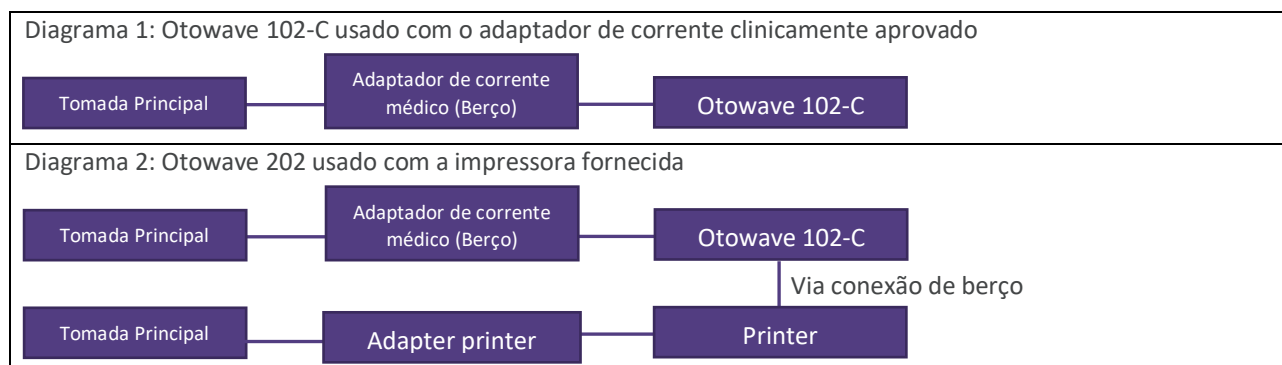 Diagrama 1: Otowave 102-C usado com o adaptador de corrente clinicamente aprovado
Tomada Principal
Adaptador de corrente
médico (Berço)
Otowave 102-C
Diagrama 2: Otowave 202 usado com a impressora fornecida
Tomada Principal
Adaptador de corrente
médico (Berço)
Otowave 102-C
Via conexão de berço
Tomada Principal
Adapter printer
Printer